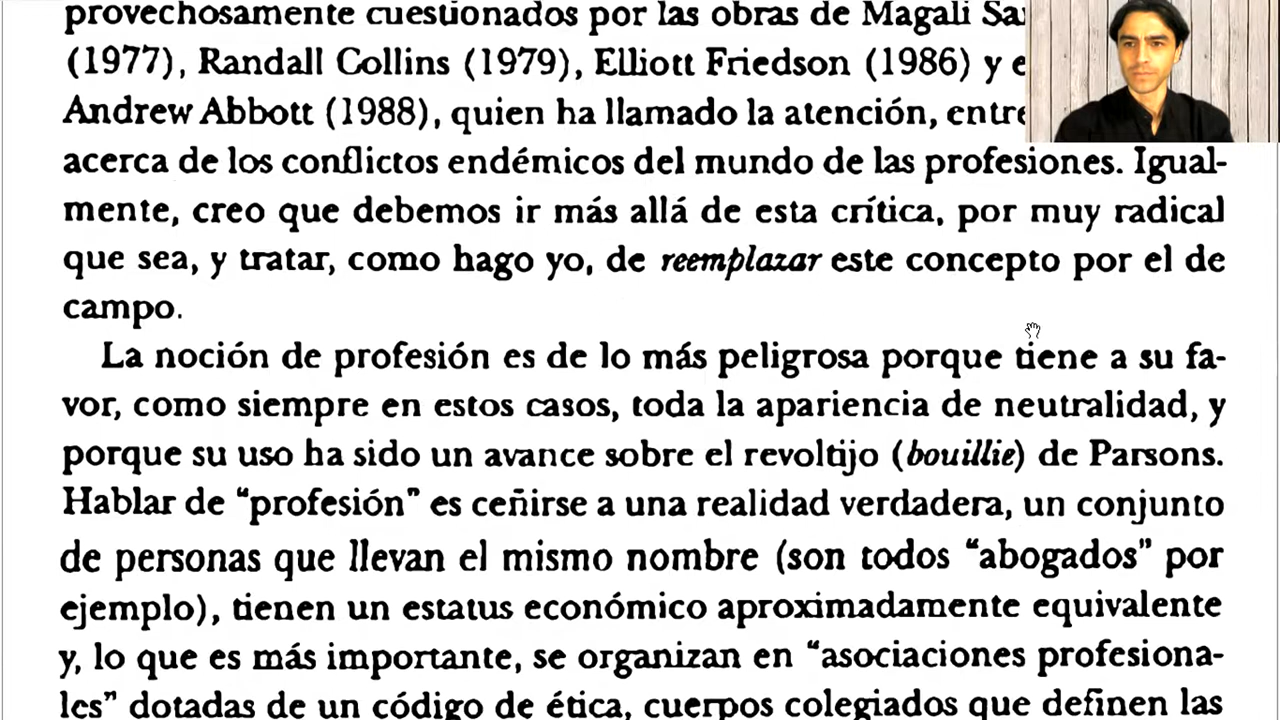 provechosamente cuestionados por las obras de Magali
(1977), Randall Collins (1979), Elliott Friedson (1986) y
Andrew Abbott (1988), quien ha llamado la atención,
acerca de los conflictos endémicos del mundo de las profesiones. Igual-
mente, creo que debemos ir más allá de esta crítica, por muy radical
que sea, y tratar, como hago yo, de reemplazar este concepto por el de
campo.
La noción de profesión es de lo más peligrosa porque tiene a su fa-
vor, como siempre en estos casos, toda la apariencia de neutralidad, y
porque su uso ha sido un avance sobre el revoltijo (bouillie) de Parsons.
Hablar de “profesión” es ceñirse a una realidad verdadera, un conjunto
de personas que llevan el mismo nombre (son todos “abogados” por
ejemplo), tienen un estatus económico aproximadamente equivalente
y, lo que es más importante, se organizan en “asociaciones profesiona-
les” dotadas de un código de ética, cuerpos colegiados que definen las